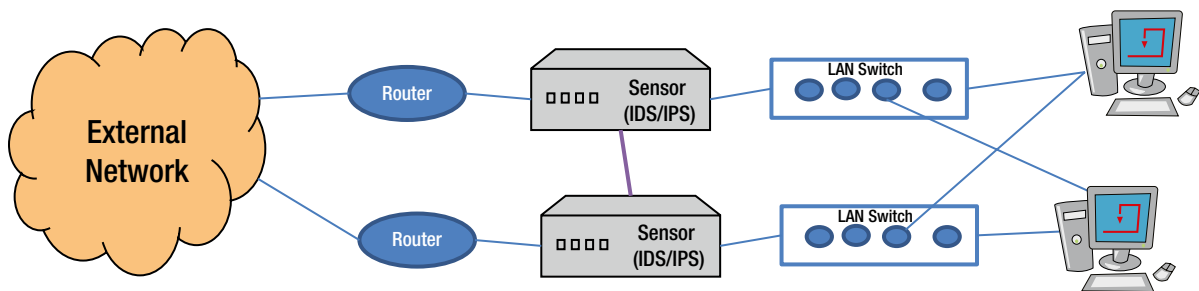 External
Network
Router
Sensor
(IDS/IPS)
LAN Switch
Router
Sensor
(IDS/IPS)
LAN Switch